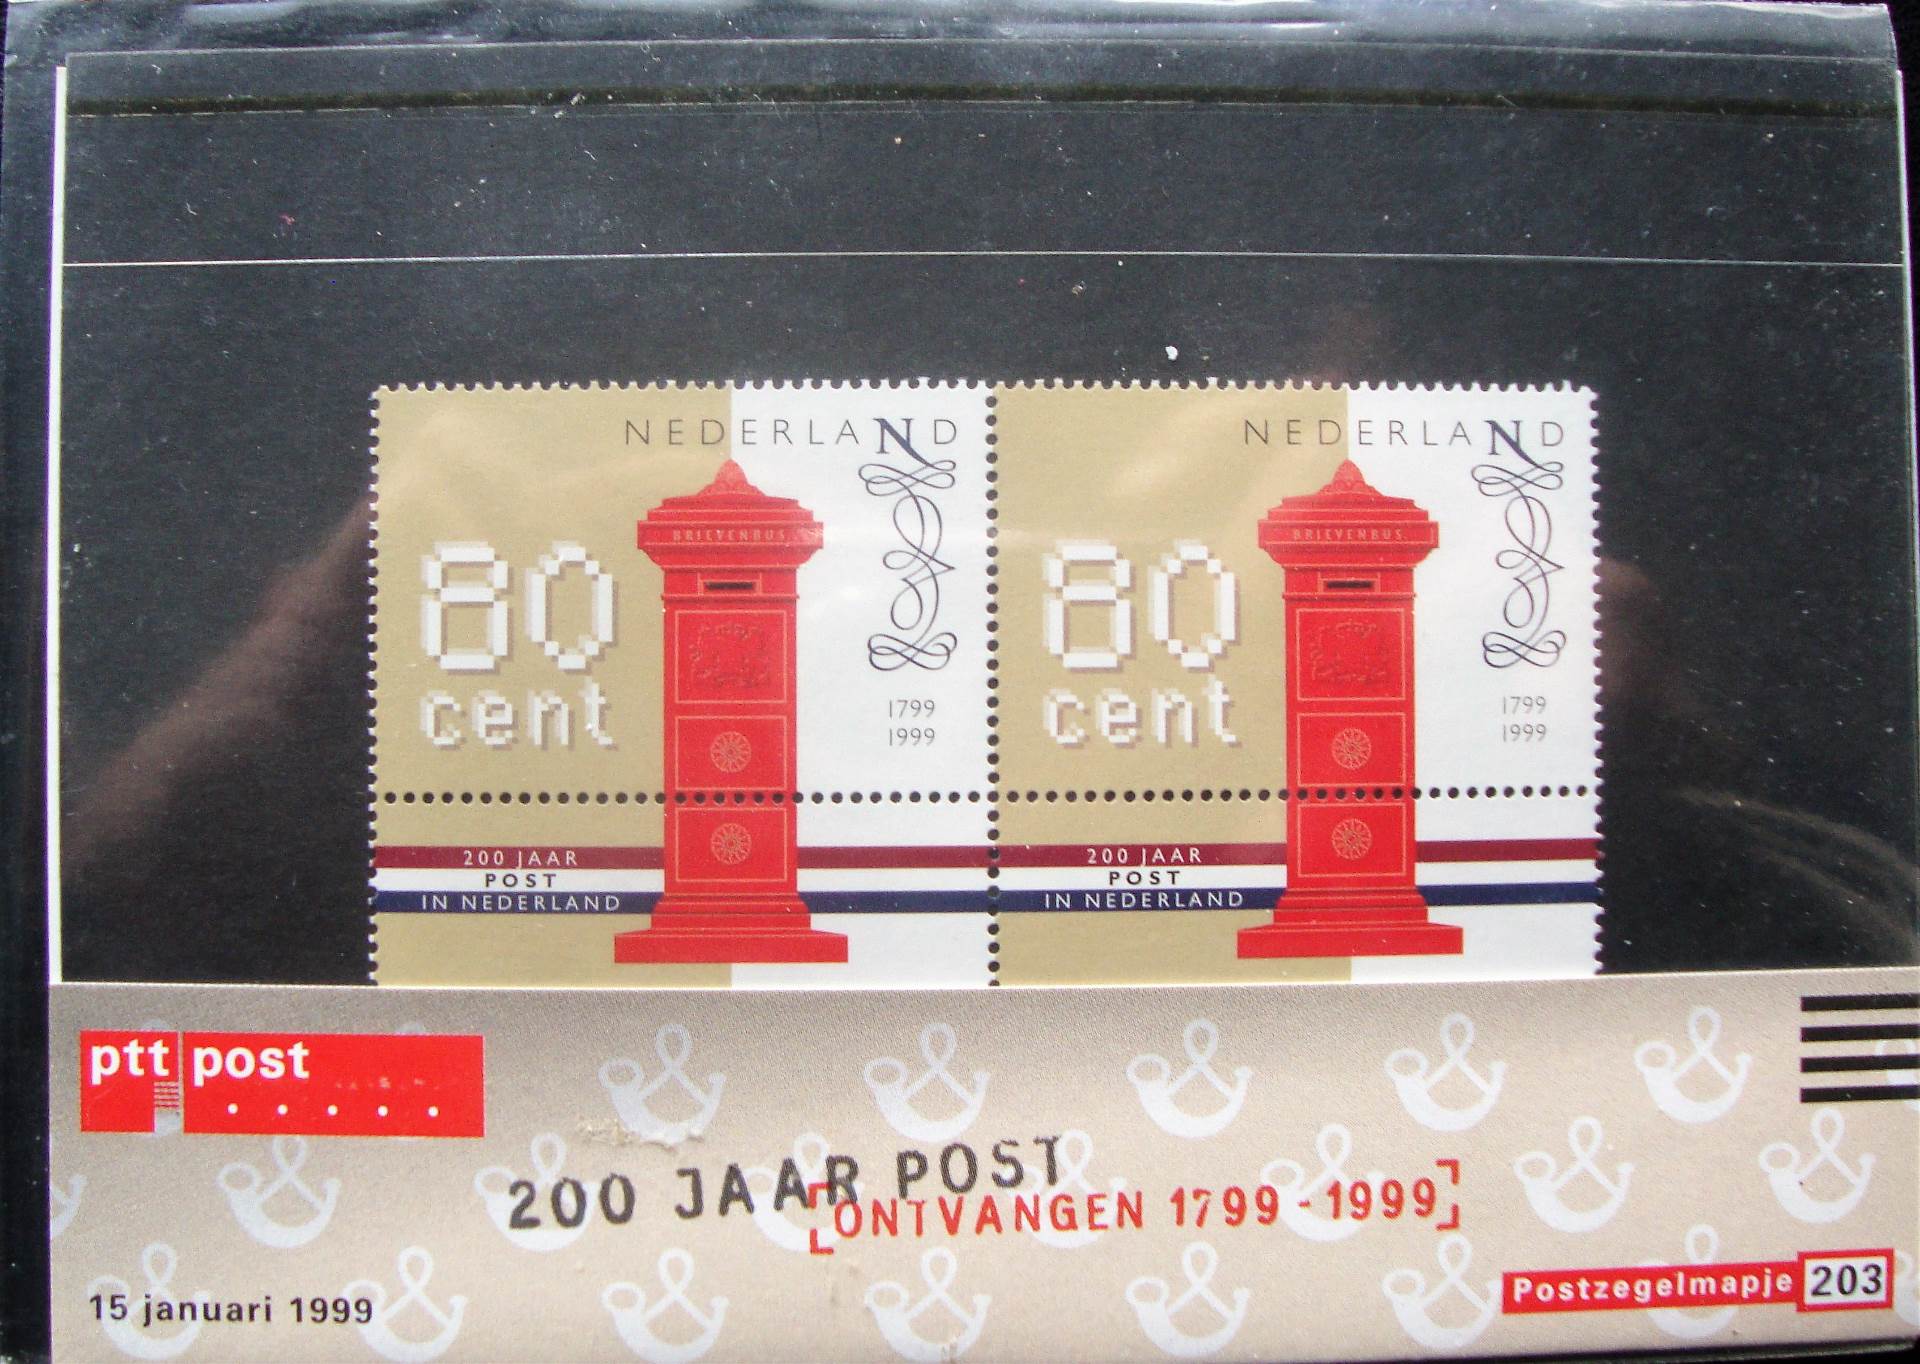 NEDERLAND
BRIEVENBUS
80
cent
1799
1999
200 JAAR
POST
IN NEDERLAND
NEDERLAND
BRIEVENBUS
80
cent
1799
1999
200 JAAR
POST
IN NEDERLAND
ptt post
200 JAAR POST
ONTVANGEN 1799-1999
15 januari 1999
Postzegelmapje 203